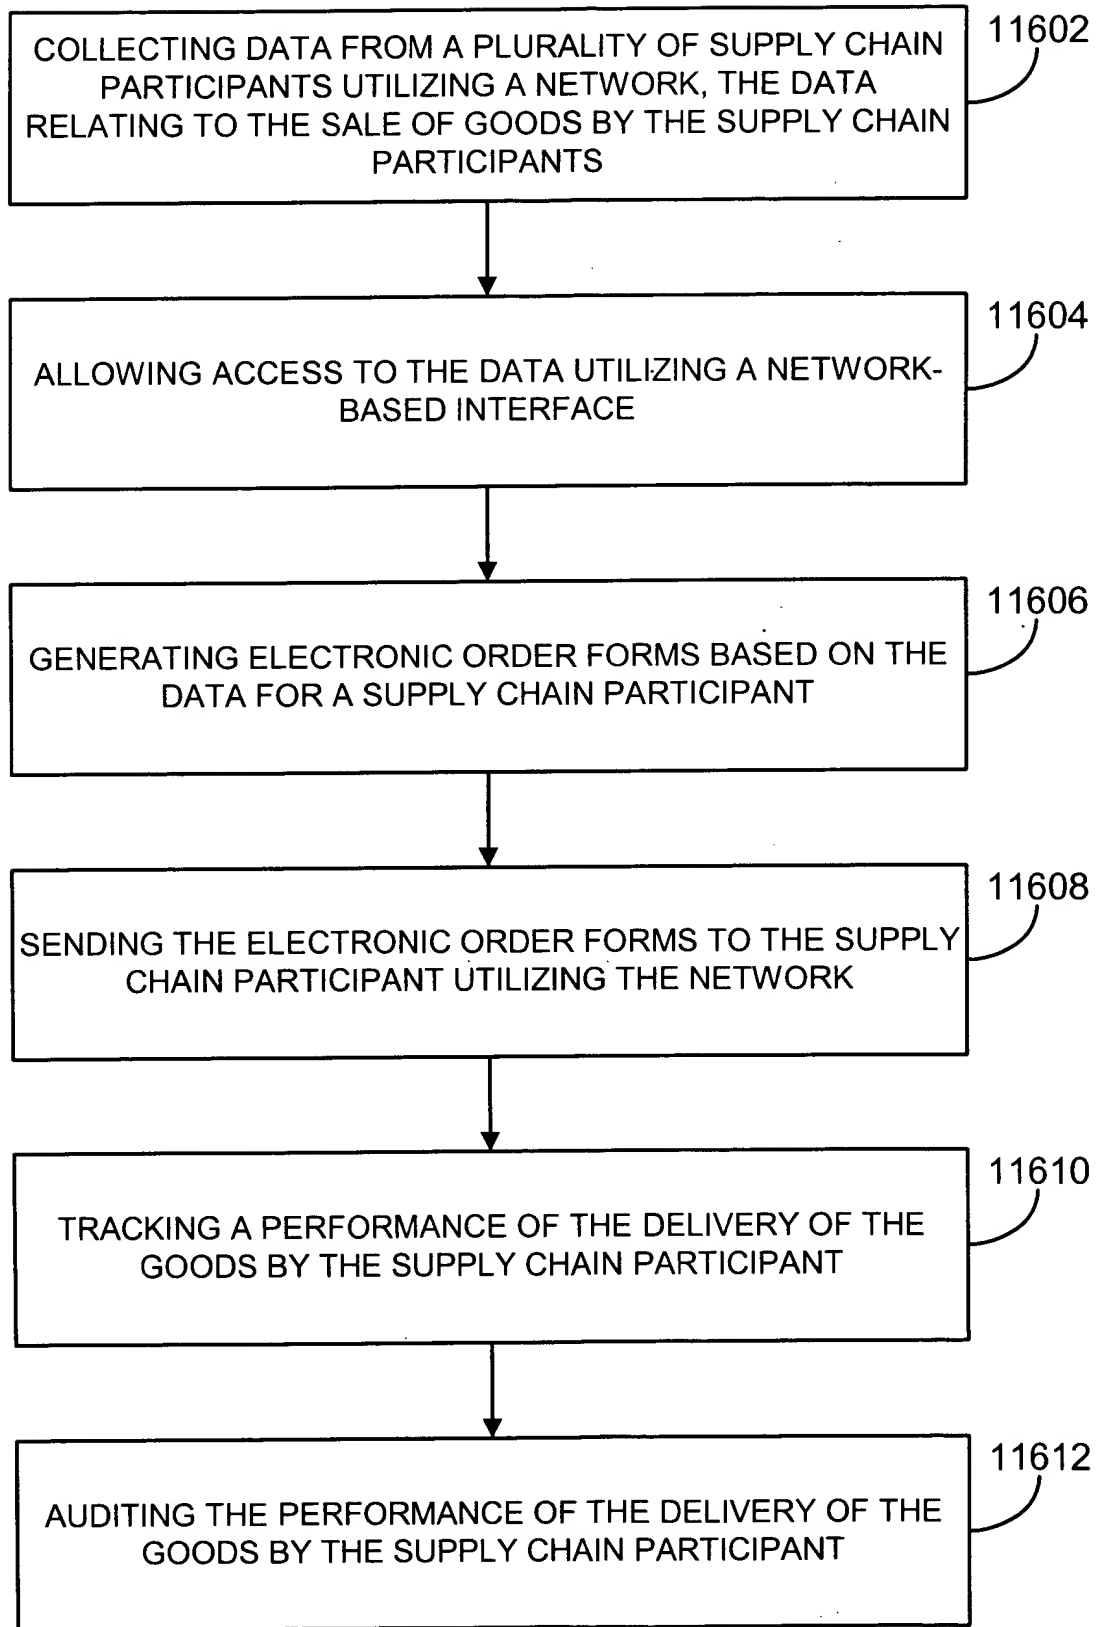 11602
COLLECTING DATA FROM A PLURALITY OF SUPPLY CHAIN
PARTICIPANTS UTILIZING A NETWORK, THE DATA
RELATING TO THE SALE OF GOODS BY THE SUPPLY CHAIN
PARTICIPANTS
11604
ALLOWING ACCESS TO THE DATA UTILIZING A NETWORK-
BASED INTERFACE
11606
GENERATING ELECTRONIC ORDER FORMS BASED ON THE
DATA FOR A SUPPLY CHAIN PARTICIPANT
11608
SENDING THE ELECTRONIC ORDER FORMS TO THE SUPPLY
CHAIN PARTICIPANT UTILIZING THE NETWORK
11610
TRACKING A PERFORMANCE OF THE DELIVERY OF THE
GOODS BY THE SUPPLY CHAIN PARTICIPANT
11612
AUDITING THE PERFORMANCE OF THE DELIVERY OF THE
GOODS BY THE SUPPLY CHAIN PARTICIPANT